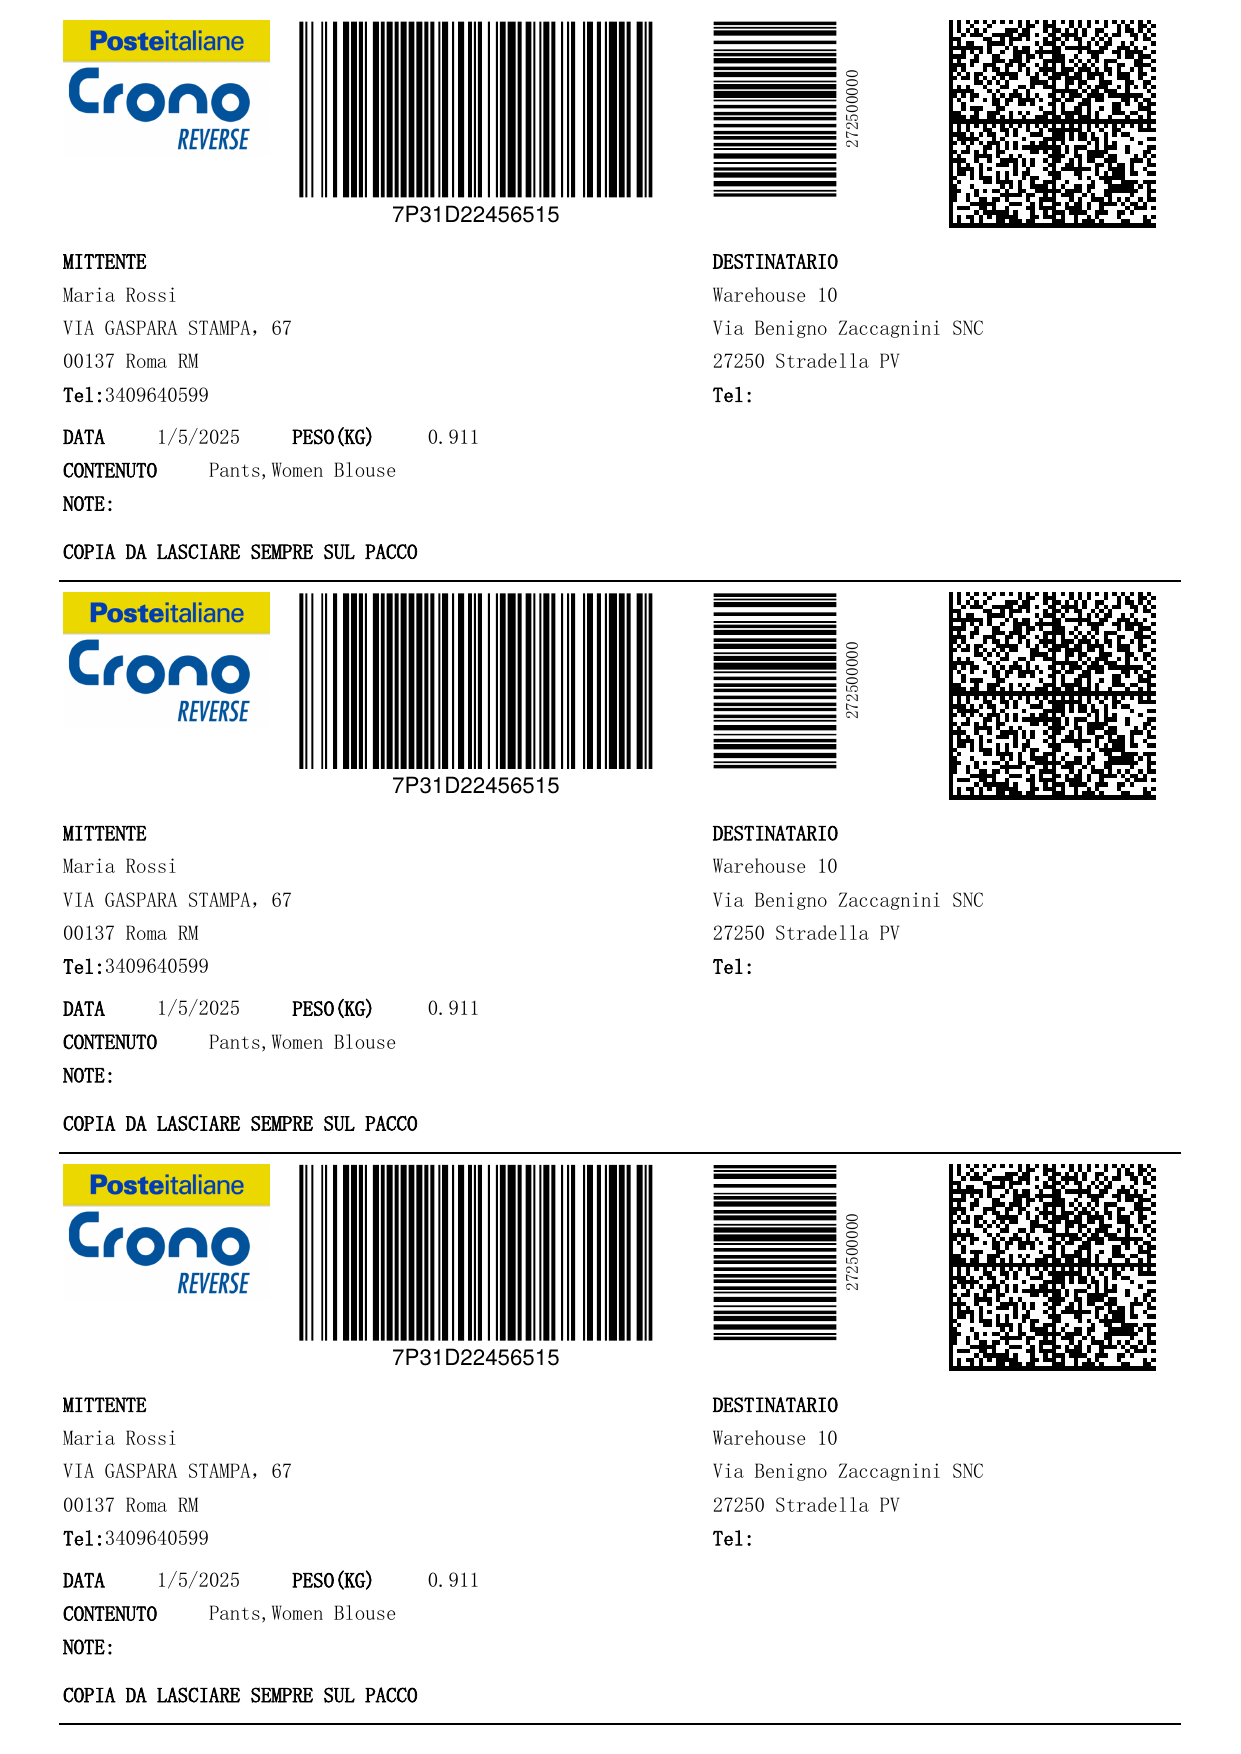 Posteitaliane
Crono
REVERSE
7P31D22456515
272500000
MITTENTE
Maria Rossi
VIA GASPARA STAMPA, 67
00137 Roma RM
Tel:3409640599
DESTINATARIO
Warehouse 10
Via Benigno Zaccagnini SNC
27250 Stradella PV
Tel:
DATA 1/5/2025 PESO(KG) 0.911
CONTENUTO Pants,Women Blouse
NOTE:
COPIA DA LASCIARE SEMPRE SUL PACCO
Posteitaliane
Crono
REVERSE
7P31D22456515
272500000
MITTENTE
Maria Rossi
VIA GASPARA STAMPA, 67
00137 Roma RM
Tel:3409640599
DESTINATARIO
Warehouse 10
Via Benigno Zaccagnini SNC
27250 Stradella PV
Tel:
DATA 1/5/2025 PESO(KG) 0.911
CONTENUTO Pants,Women Blouse
NOTE:
COPIA DA LASCIARE SEMPRE SUL PACCO
Posteitaliane
Crono
REVERSE
7P31D22456515
272500000
MITTENTE
Maria Rossi
VIA GASPARA STAMPA, 67
00137 Roma RM
Tel:3409640599
DESTINATARIO
Warehouse 10
Via Benigno Zaccagnini SNC
27250 Stradella PV
Tel:
DATA 1/5/2025 PESO(KG) 0.911
CONTENUTO Pants,Women Blouse
NOTE:
COPIA DA LASCIARE SEMPRE SUL PACCO